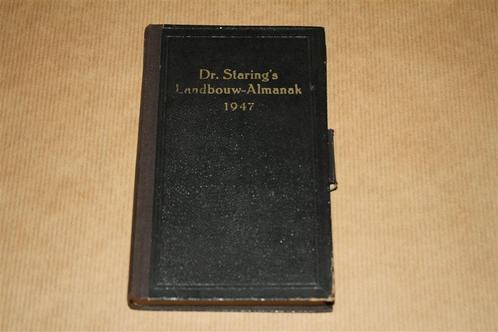 Dr. Staring's
Landbouw-Almanak
1947